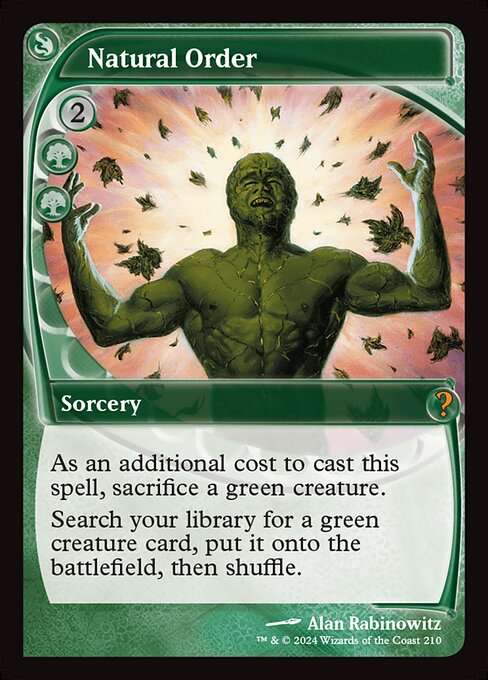 Natural Order
2
Sorcery
?
As an additional cost to cast this
spell, sacrifice a green creature.
Search your library for a green
creature card, put it onto the
battlefield, then shuffle.
Alan Rabinowitz
™ & © 2024 Wizards of the Coast 210